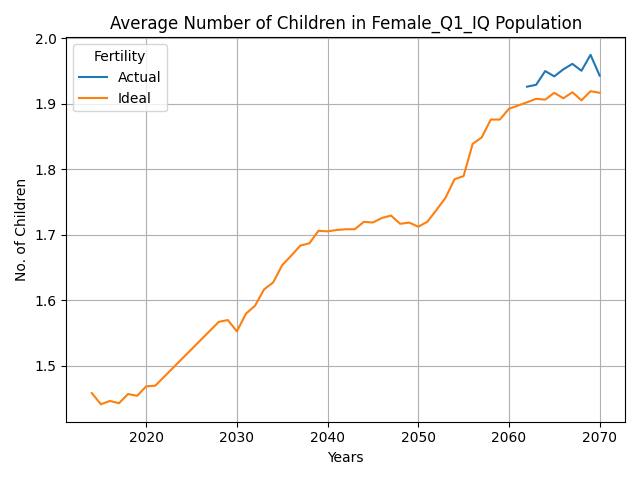 Average Number of Children in Female_Q1_IQ Population
Fertility
Actual
Ideal
No. of Children
2.0
1.9
1.8
1.7
1.6
1.5
2020 2030 2040 2050 2060 2070
Years